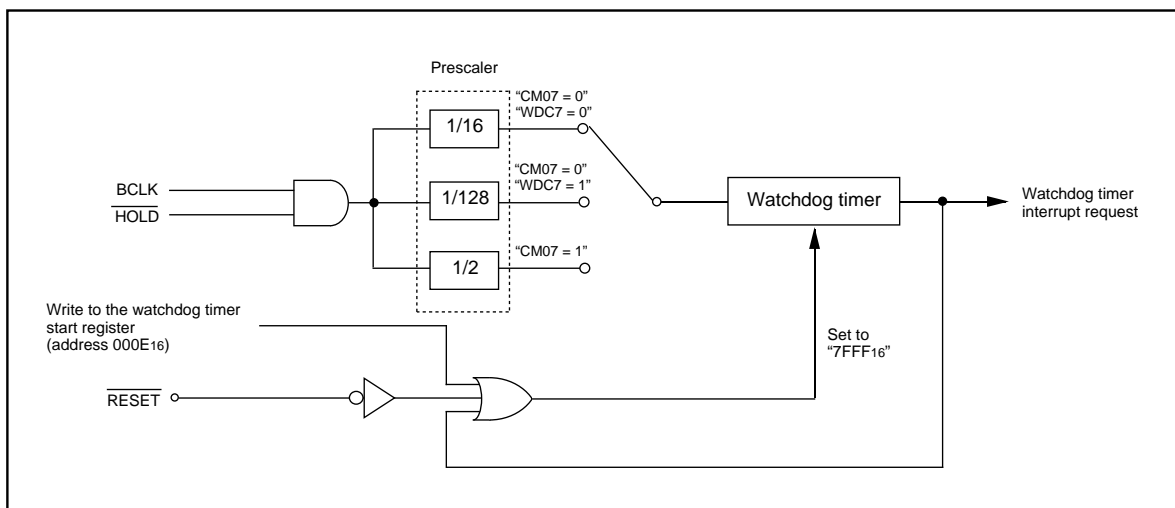 Prescaler
“CM07 = 0”
“WDC7 = 0”
1/16
BCLK
HOLD
“CM07 = 0”
“WDC7 = 1”
1/128
Watchdog timer
Watchdog timer
interrupt request
“CM07 = 1”
1/2
Write to the watchdog timer
start register
(address 000E16)
Set to
“7FFF16”
RESET